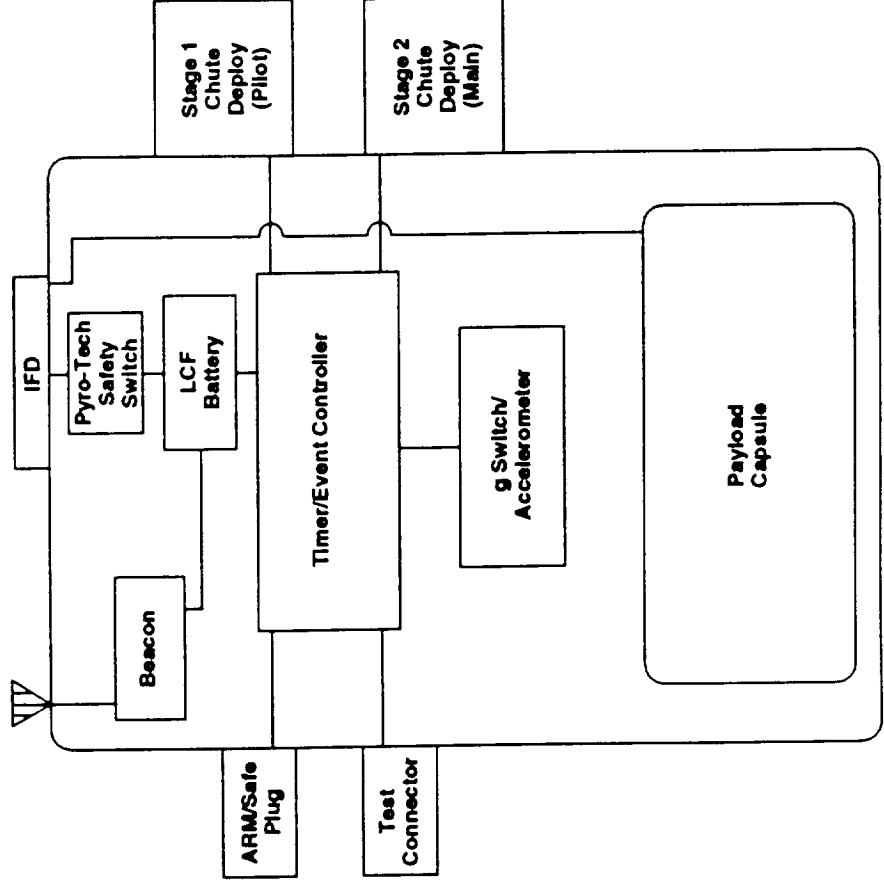 Stage 1
Chute
Deploy
(Pilot)
Stage 2
Chute
Deploy
(Main)
IFD
Pyro-Tech
Safety
Switch
LCF
Battery
Timer/Event Controller
g Switch/
Accelerometer
Payload
Capsule
Beacon
ARM/Safe
Plug
Test
Connector